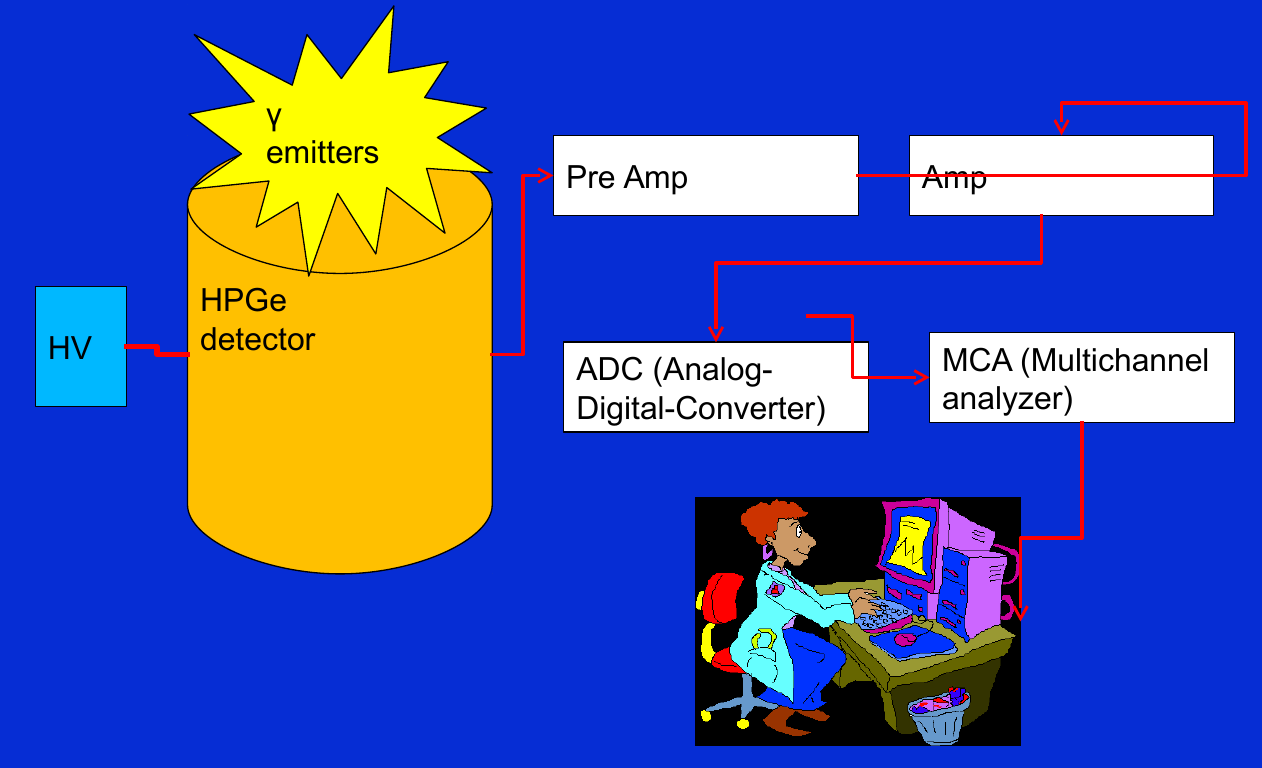 γ
emitters
Pre Amp
Amp
HPGe
detector
HV
ADC (Analog-
Digital-Converter)
MCA (Multichannel
analyzer)